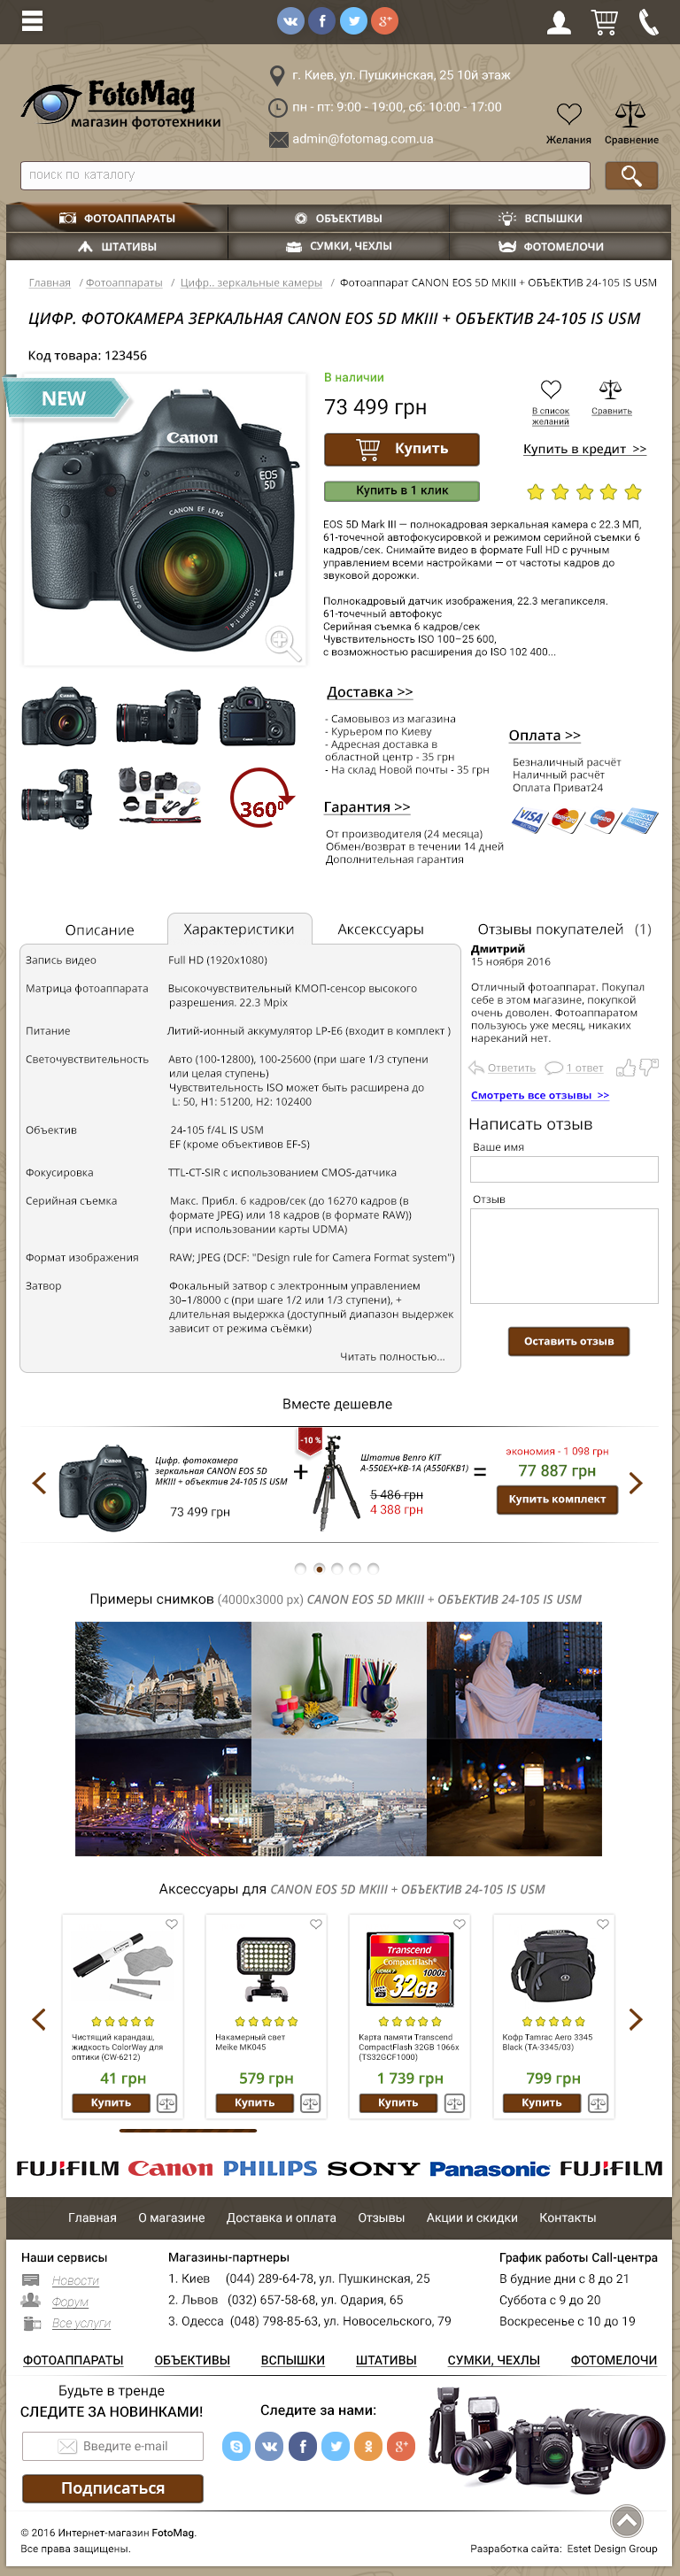 г. Киев, ул. Пушкинская, 25 10й этаж
FotoMag
магазин фототехники
пн - пт: 9:00 - 19:00, сб: 10:00 - 17:00
admin@fotomag.com.ua
Желания Сравнение
поиск по каталогу
ФОТОАППАРАТЫ ОБЪЕКТИВЫ ВСПЫШКИ
ШТАТИВЫ СУМКИ, ЧЕХЛЫ ФОТОМЕЛОЧИ
Главная / Фотоаппараты / Цифр.. зеркальные камеры / Фотоаппарат CANON EOS 5D MKIII + ОБЪЕКТИВ 24-105 IS USM
ЦИФР. ФОТОКАМЕРА ЗЕРКАЛЬНАЯ CANON EOS 5D MKIII + ОБЪЕКТИВ 24-105 IS USM
Код товара: 123456
NEW
Canon
EOS
5D
CANON EF LENS
В наличии
73 499 грн
В список
желаний
Сравнить
Купить
Купить в кредит >>
Купить в 1 клик
EOS 5D Mark III — полнокадровая зеркальная камера с 22.3 МП,
61-точечной автофокусировкой и режимом серийной съемки 6
кадров/сек. Снимайте видео в формате Full HD с ручным
управлением всеми настройками — от частоты кадров до
звуковой дорожки.
Полнокадровый датчик изображения, 22.3 мегапикселя.
61-точечный автофокус
Серийная съемка 6 кадров/сек
Чувствительность ISO 100–25 600,
с возможностью расширения до ISO 102 400...
360°
Доставка >>
- Самовывоз из магазина
- Курьером по Киеву
- Адресная доставка в
областной центр - 35 грн
- На склад Новой почты - 35 грн
Оплата >>
Безналичный расчёт
Наличный расчёт
Оплата Приват24
VISA
Гарантия >>
От производителя (24 месяца)
Обмен/возврат в течении 14 дней
Дополнительная гарантия
Описание Характеристики Аксекссуары
Запись видео Full HD (1920x1080)
Матрица фотоаппарата Высокочувствительный КМОП-сенсор высокого
разрешения. 22.3 Mpix
Питание Литий-ионный аккумулятор LP-E6 (входит в комплект )
Светочувствительность Авто (100-12800), 100-25600 (при шаге 1/3 ступени
или целая ступень)
Чувствительность ISO может быть расширена до
L: 50, H1: 51200, H2: 102400
Объектив 24-105 f/4L IS USM
EF (кроме объективов EF-S)
Фокусировка TTL-CT-SIR с использованием CMOS-датчика
Серийная съемка Макс. Прибл. 6 кадров/сек (до 16270 кадров (в
формате JPEG) или 18 кадров (в формате RAW))
(при использовании карты UDMA)
Формат изображения RAW; JPEG (DCF: "Design rule for Camera Format system")
Затвор Фокальный затвор с электронным управлением
30–1/8000 с (при шаге 1/2 или 1/3 ступени), +
длительная выдержка (доступный диапазон выдержек
зависит от режима съёмки)
Читать полностью...
Отзывы покупателей (1)
Дмитрий
15 ноября 2016
Отличный фотоаппарат. Покупал
себе в этом магазине, покупкой
очень доволен. Фотоаппаратом
пользуюсь уже месяц, никаких
нареканий нет.
Ответить 1 ответ
Смотреть все отзывы >>
Написать отзыв
Ваше имя
Отзыв
Оставить отзыв
Вместе дешевле
Цифр. фотокамера
зеркальная CANON EOS 5D
MKIII + объектив 24-105 IS USM
73 499 грн
+
-10 %
Штатив Benro KIT
A-550EX+KB-1A (A550FKB1)
5 486 грн
4 388 грн
=
экономия - 1 098 грн
77 887 грн
Купить комплект
Примеры снимков (4000x3000 px) CANON EOS 5D MKIII + ОБЪЕКТИВ 24-105 IS USM
Аксессуары для CANON EOS 5D MKIII + ОБЪЕКТИВ 24-105 IS USM
Чистящий карандаш,
жидкость ColorWay для
оптики (CW-6212)
41 грн
Купить
Накамерный свет
Meike MK045
579 грн
Купить
Transcend
CompactFlash
1000x
32GB
Карта памяти Transcend
CompactFlash 32GB 1066x
(TS32GCF1000)
1 739 грн
Купить
Кофр Tamrac Aero 3345
Black (TA-3345/03)
799 грн
Купить
FUJIFILM Canon PHILIPS SONY Panasonic FUJIFILM
Главная О магазине Доставка и оплата Отзывы Акции и скидки Контакты
Наши сервисы
Новости
Форум
Все услуги
Магазины-партнеры
1. Киев (044) 289-64-78, ул. Пушкинская, 25
2. Львов (032) 657-58-68, ул. Одария, 65
3. Одесса (048) 798-85-63, ул. Новосельского, 79
График работы Call-центра
В будние дни с 8 до 21
Суббота с 9 до 20
Воскресенье с 10 до 19
ФОТОАППАРАТЫ ОБЪЕКТИВЫ ВСПЫШКИ ШТАТИВЫ СУМКИ, ЧЕХЛЫ ФОТОМЕЛОЧИ
Будьте в тренде
СЛЕДИТЕ ЗА НОВИНКАМИ!
Введите e-mail
Подписаться
Следите за нами:
© 2016 Интернет-магазин FotoMag.
Все права защищены.
Разработка сайта: Estet Design Group